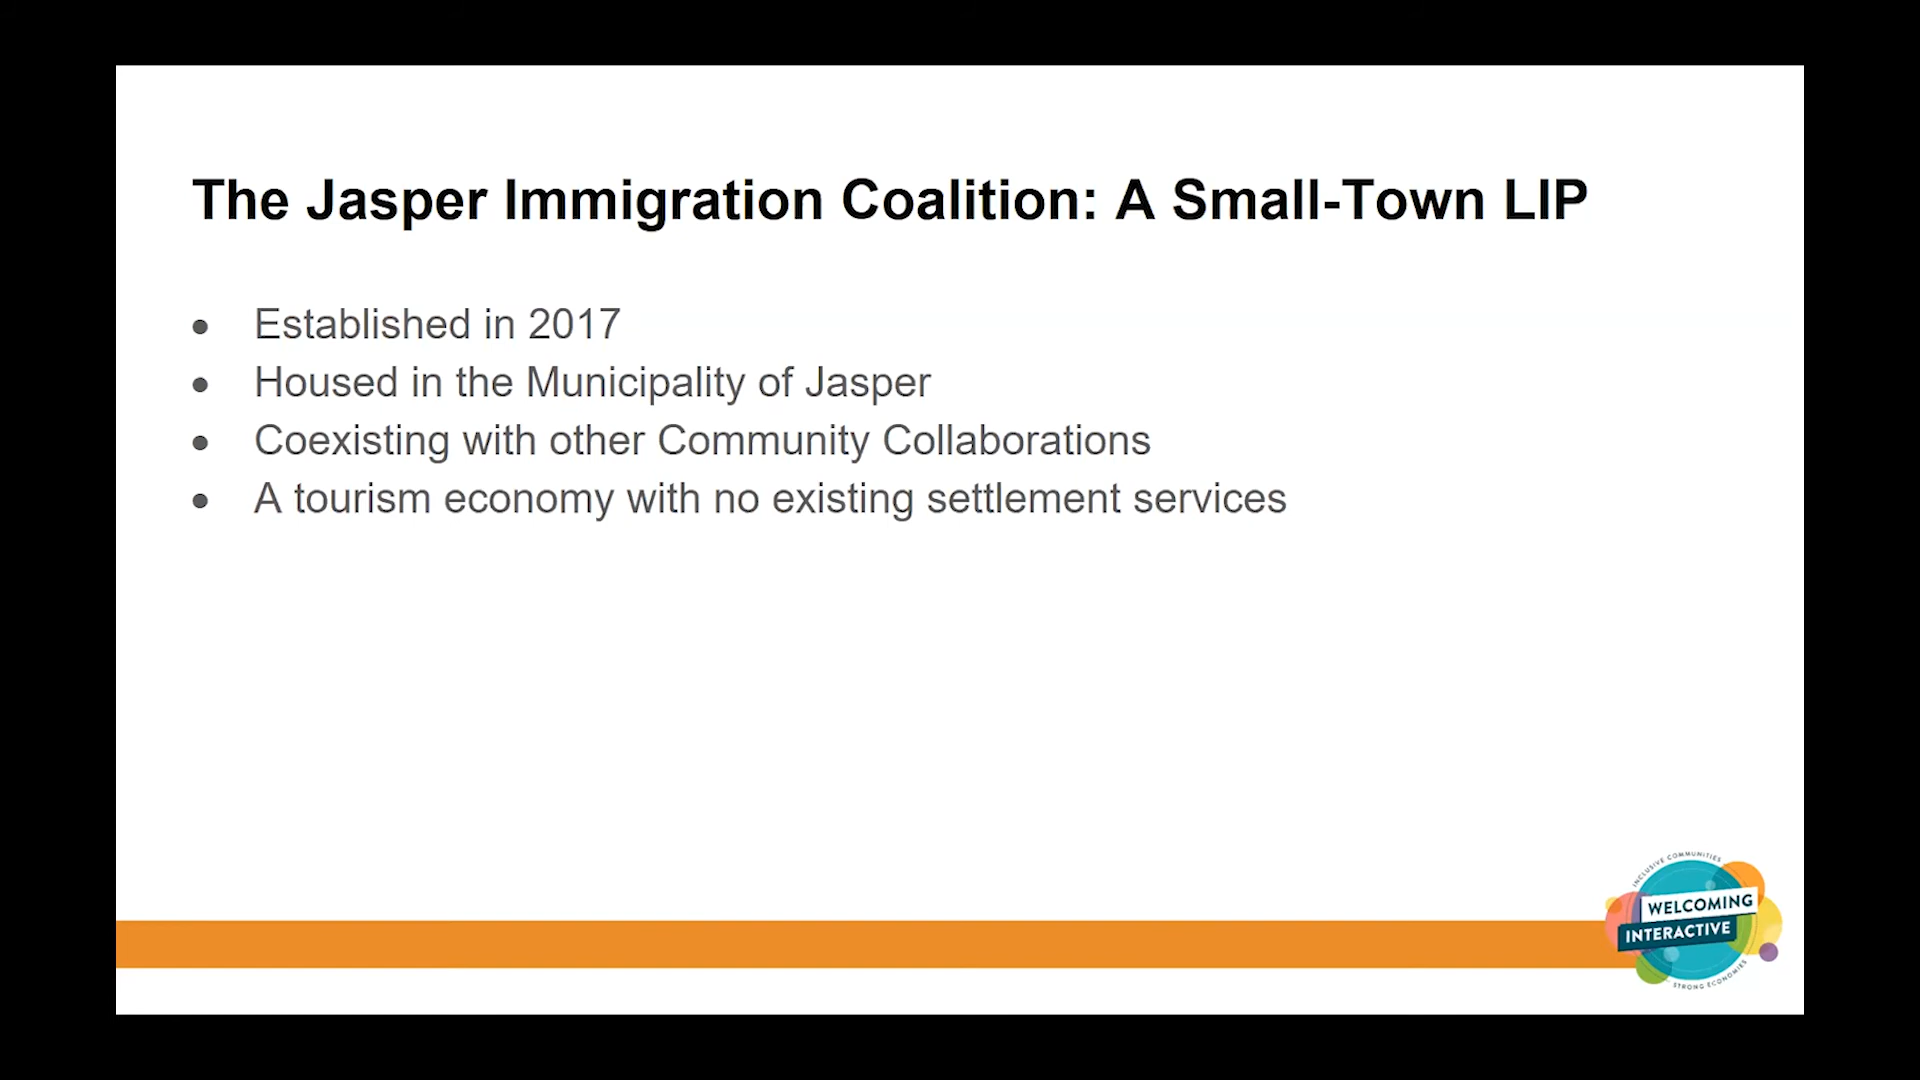 The Jasper Immigration Coalition: A Small-Town LIP
● Established in 2017
● Housed in the Municipality of Jasper
● Coexisting with other Community Collaborations
● A tourism economy with no existing settlement services
INCLUSIVE COMMUNITIES
WELCOMING
INTERACTIVE
STRONG ECONOMIES